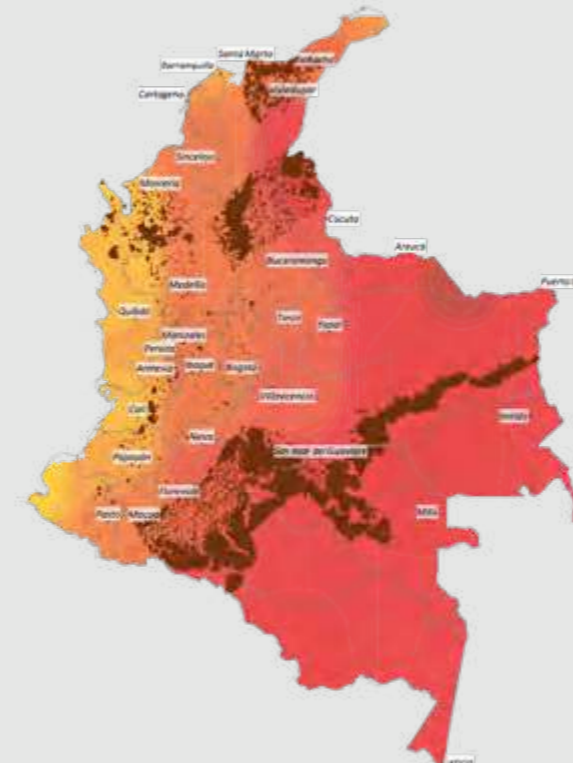 Santa Marta
Riohacha
Barranquilla
Valledupar
Cartagena
Sincelejo
Montería
Cúcuta
Arauca
Bucaramanga
Medellín
Quibdó
Tunja
Yopal
Manizales
Pereira
Armenia
Ibagué
Bogotá
Villavicencio
Cali
Inírida
Neiva
San José del Guaviare
Popayán
Florencia
Pasto
Mocoa
Mitú